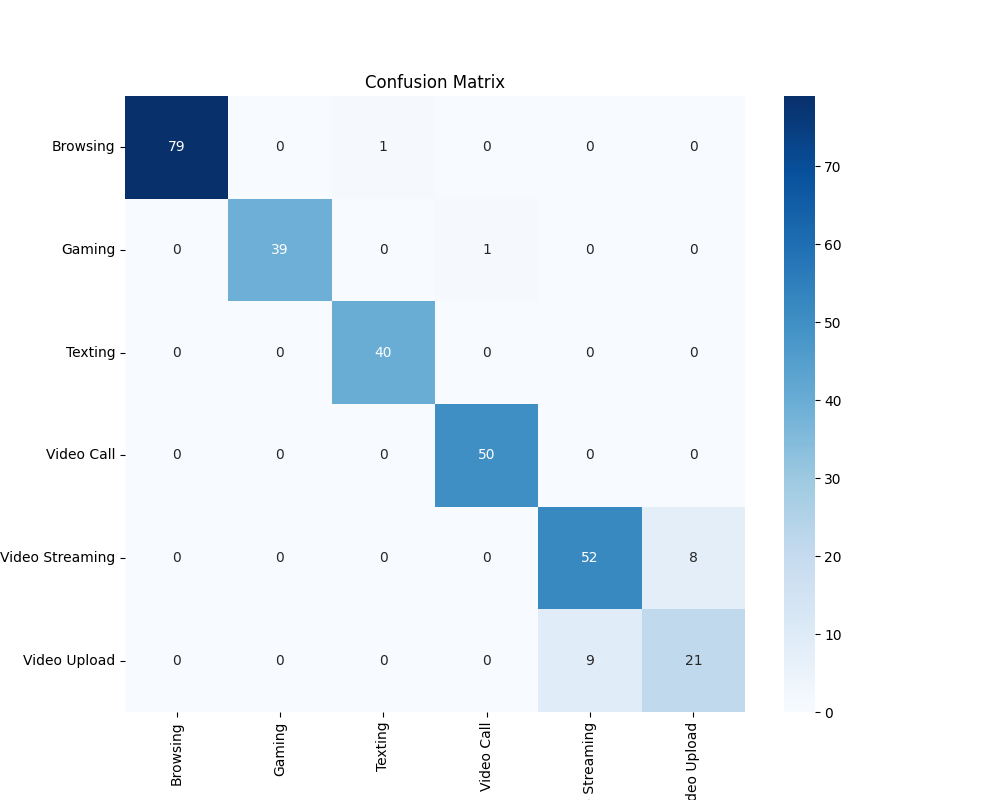 Confusion Matrix
Browsing 79 0 1 0 0 0
Gaming 0 39 0 1 0 0
Texting 0 0 40 0 0 0
Video Call 0 0 0 50 0 0
Video Streaming 0 0 0 0 52 8
Video Upload 0 0 0 0 9 21
Browsing Gaming Texting Video Call Streaming deo Upload
70
60
50
40
30
20
10
0